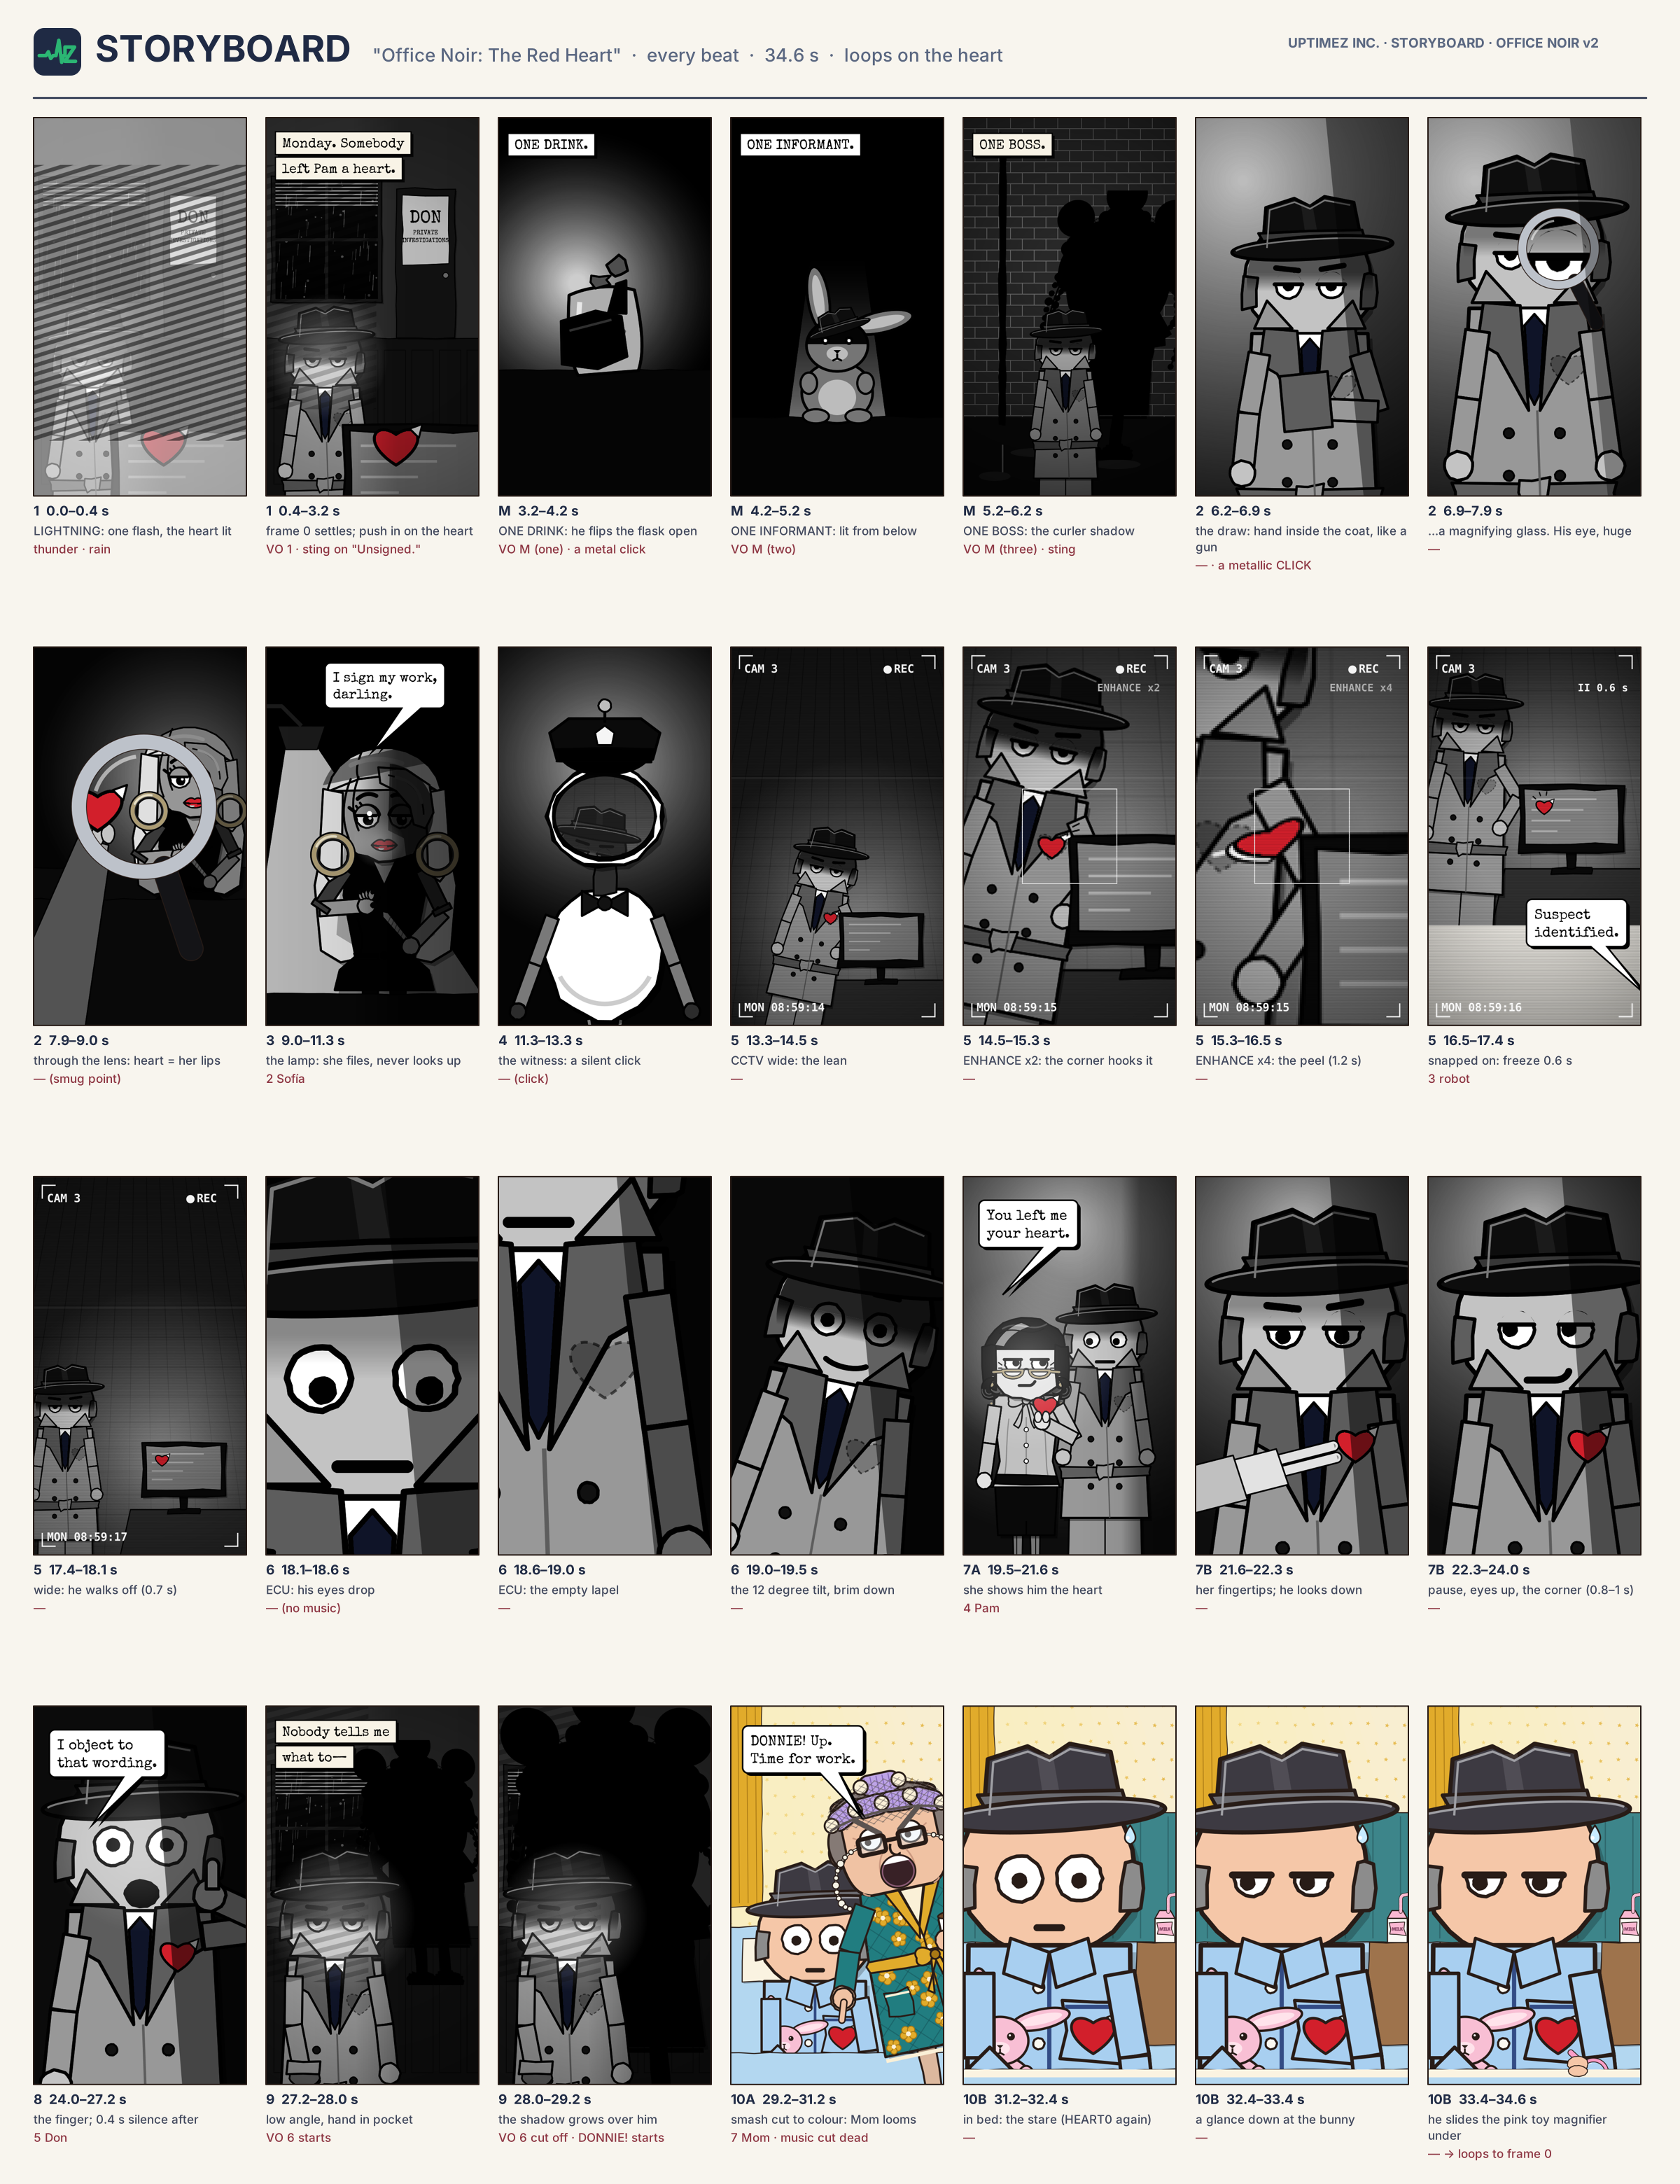 STORYBOARD
"Office Noir: The Red Heart" · every beat · 34.6 s · loops on the heart
UPTIMEZ INC. · STORYBOARD · OFFICE NOIR v2
DON
1 0.0–0.4 s
LIGHTNING: one flash, the heart lit
thunder · rain
Monday. Somebody
left Pam a heart.
DON
PRIVATE
INVESTIGATIONS
1 0.4–3.2 s
frame 0 settles; push in on the heart
VO 1 · sting on "Unsigned."
ONE DRINK.
M 3.2–4.2 s
ONE DRINK: he flips the flask open
VO M (one) · a metal click
ONE INFORMANT.
M 4.2–5.2 s
ONE INFORMANT: lit from below
VO M (two)
ONE BOSS.
M 5.2–6.2 s
ONE BOSS: the curler shadow
VO M (three) · sting
2 6.2–6.9 s
the draw: hand inside the coat, like a
gun
— · a metallic CLICK
2 6.9–7.9 s
...a magnifying glass. His eye, huge
—
2 7.9–9.0 s
through the lens: heart = her lips
— (smug point)
I sign my work,
darling.
3 9.0–11.3 s
the lamp: she files, never looks up
2 Sofía
4 11.3–13.3 s
the witness: a silent click
— (click)
CAM 3
REC
MON 08:59:14
5 13.3–14.5 s
CCTV wide: the lean
—
CAM 3
REC
ENHANCE x2
MON 08:59:15
5 14.5–15.3 s
ENHANCE x2: the corner hooks it
—
CAM 3
REC
ENHANCE x4
MON 08:59:15
5 15.3–16.5 s
ENHANCE x4: the peel (1.2 s)
—
CAM 3
II 0.6 s
Suspect
identified.
MON 08:59:16
5 16.5–17.4 s
snapped on: freeze 0.6 s
3 robot
CAM 3
REC
MON 08:59:17
5 17.4–18.1 s
wide: he walks off (0.7 s)
—
6 18.1–18.6 s
ECU: his eyes drop
— (no music)
6 18.6–19.0 s
ECU: the empty lapel
—
6 19.0–19.5 s
the 12 degree tilt, brim down
—
You left me
your heart.
7A 19.5–21.6 s
she shows him the heart
4 Pam
7B 21.6–22.3 s
her fingertips; he looks down
—
7B 22.3–24.0 s
pause, eyes up, the corner (0.8–1 s)
—
I object to
that wording.
8 24.0–27.2 s
the finger; 0.4 s silence after
5 Don
Nobody tells me
what to—
9 27.2–28.0 s
low angle, hand in pocket
VO 6 starts
9 28.0–29.2 s
the shadow grows over him
VO 6 cut off · DONNIE! starts
DONNIE! Up.
Time for work.
10A 29.2–31.2 s
smash cut to colour: Mom looms
7 Mom · music cut dead
10B 31.2–32.4 s
in bed: the stare (HEART0 again)
—
MILK
10B 32.4–33.4 s
a glance down at the bunny
—
MILK
10B 33.4–34.6 s
he slides the pink toy magnifier
under
— → loops to frame 0